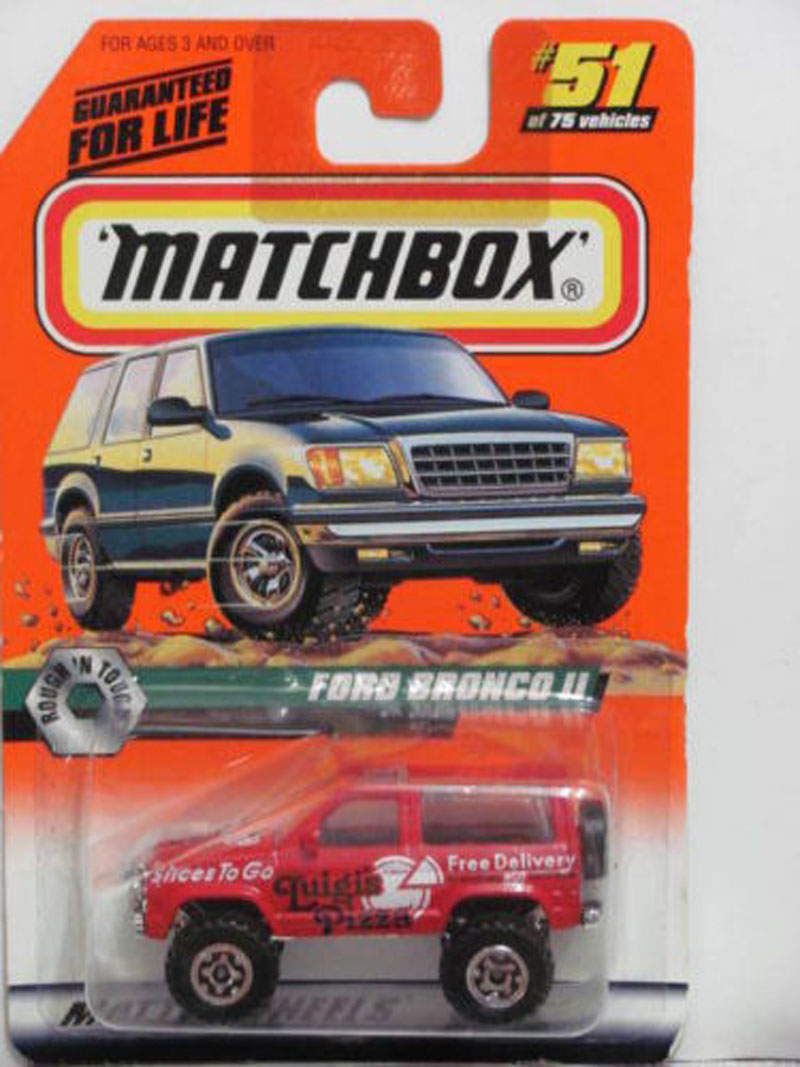 FOR AGES 3 AND OVER
GUARANTEED
FOR LIFE
#51
of 75 vehicles
'MATCHBOX'®
ROUGH 'N TOUGH
FORD BRONCO II
Slices To Go
Luigi's
Pizza
Free Delivery
WHEELS